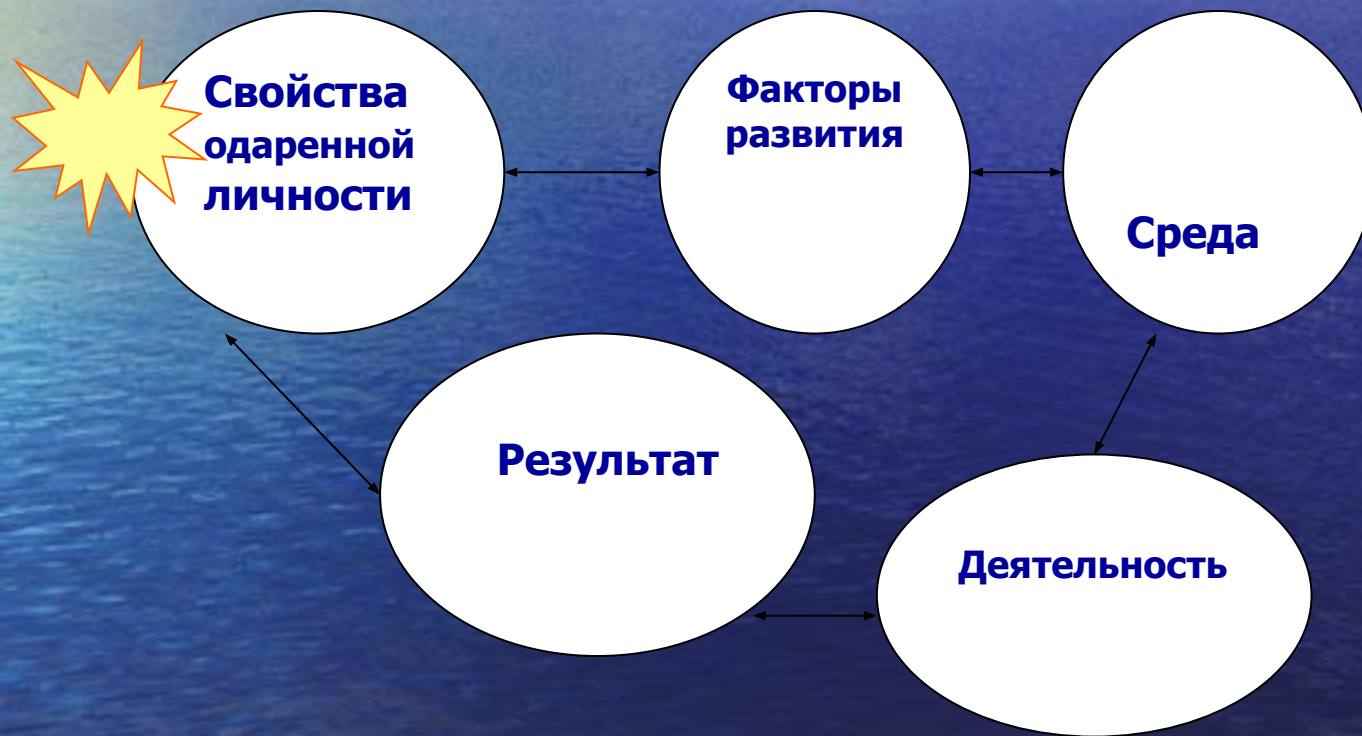 Свойства
одаренной
личности
Факторы
развития
Среда
Результат
Деятельность